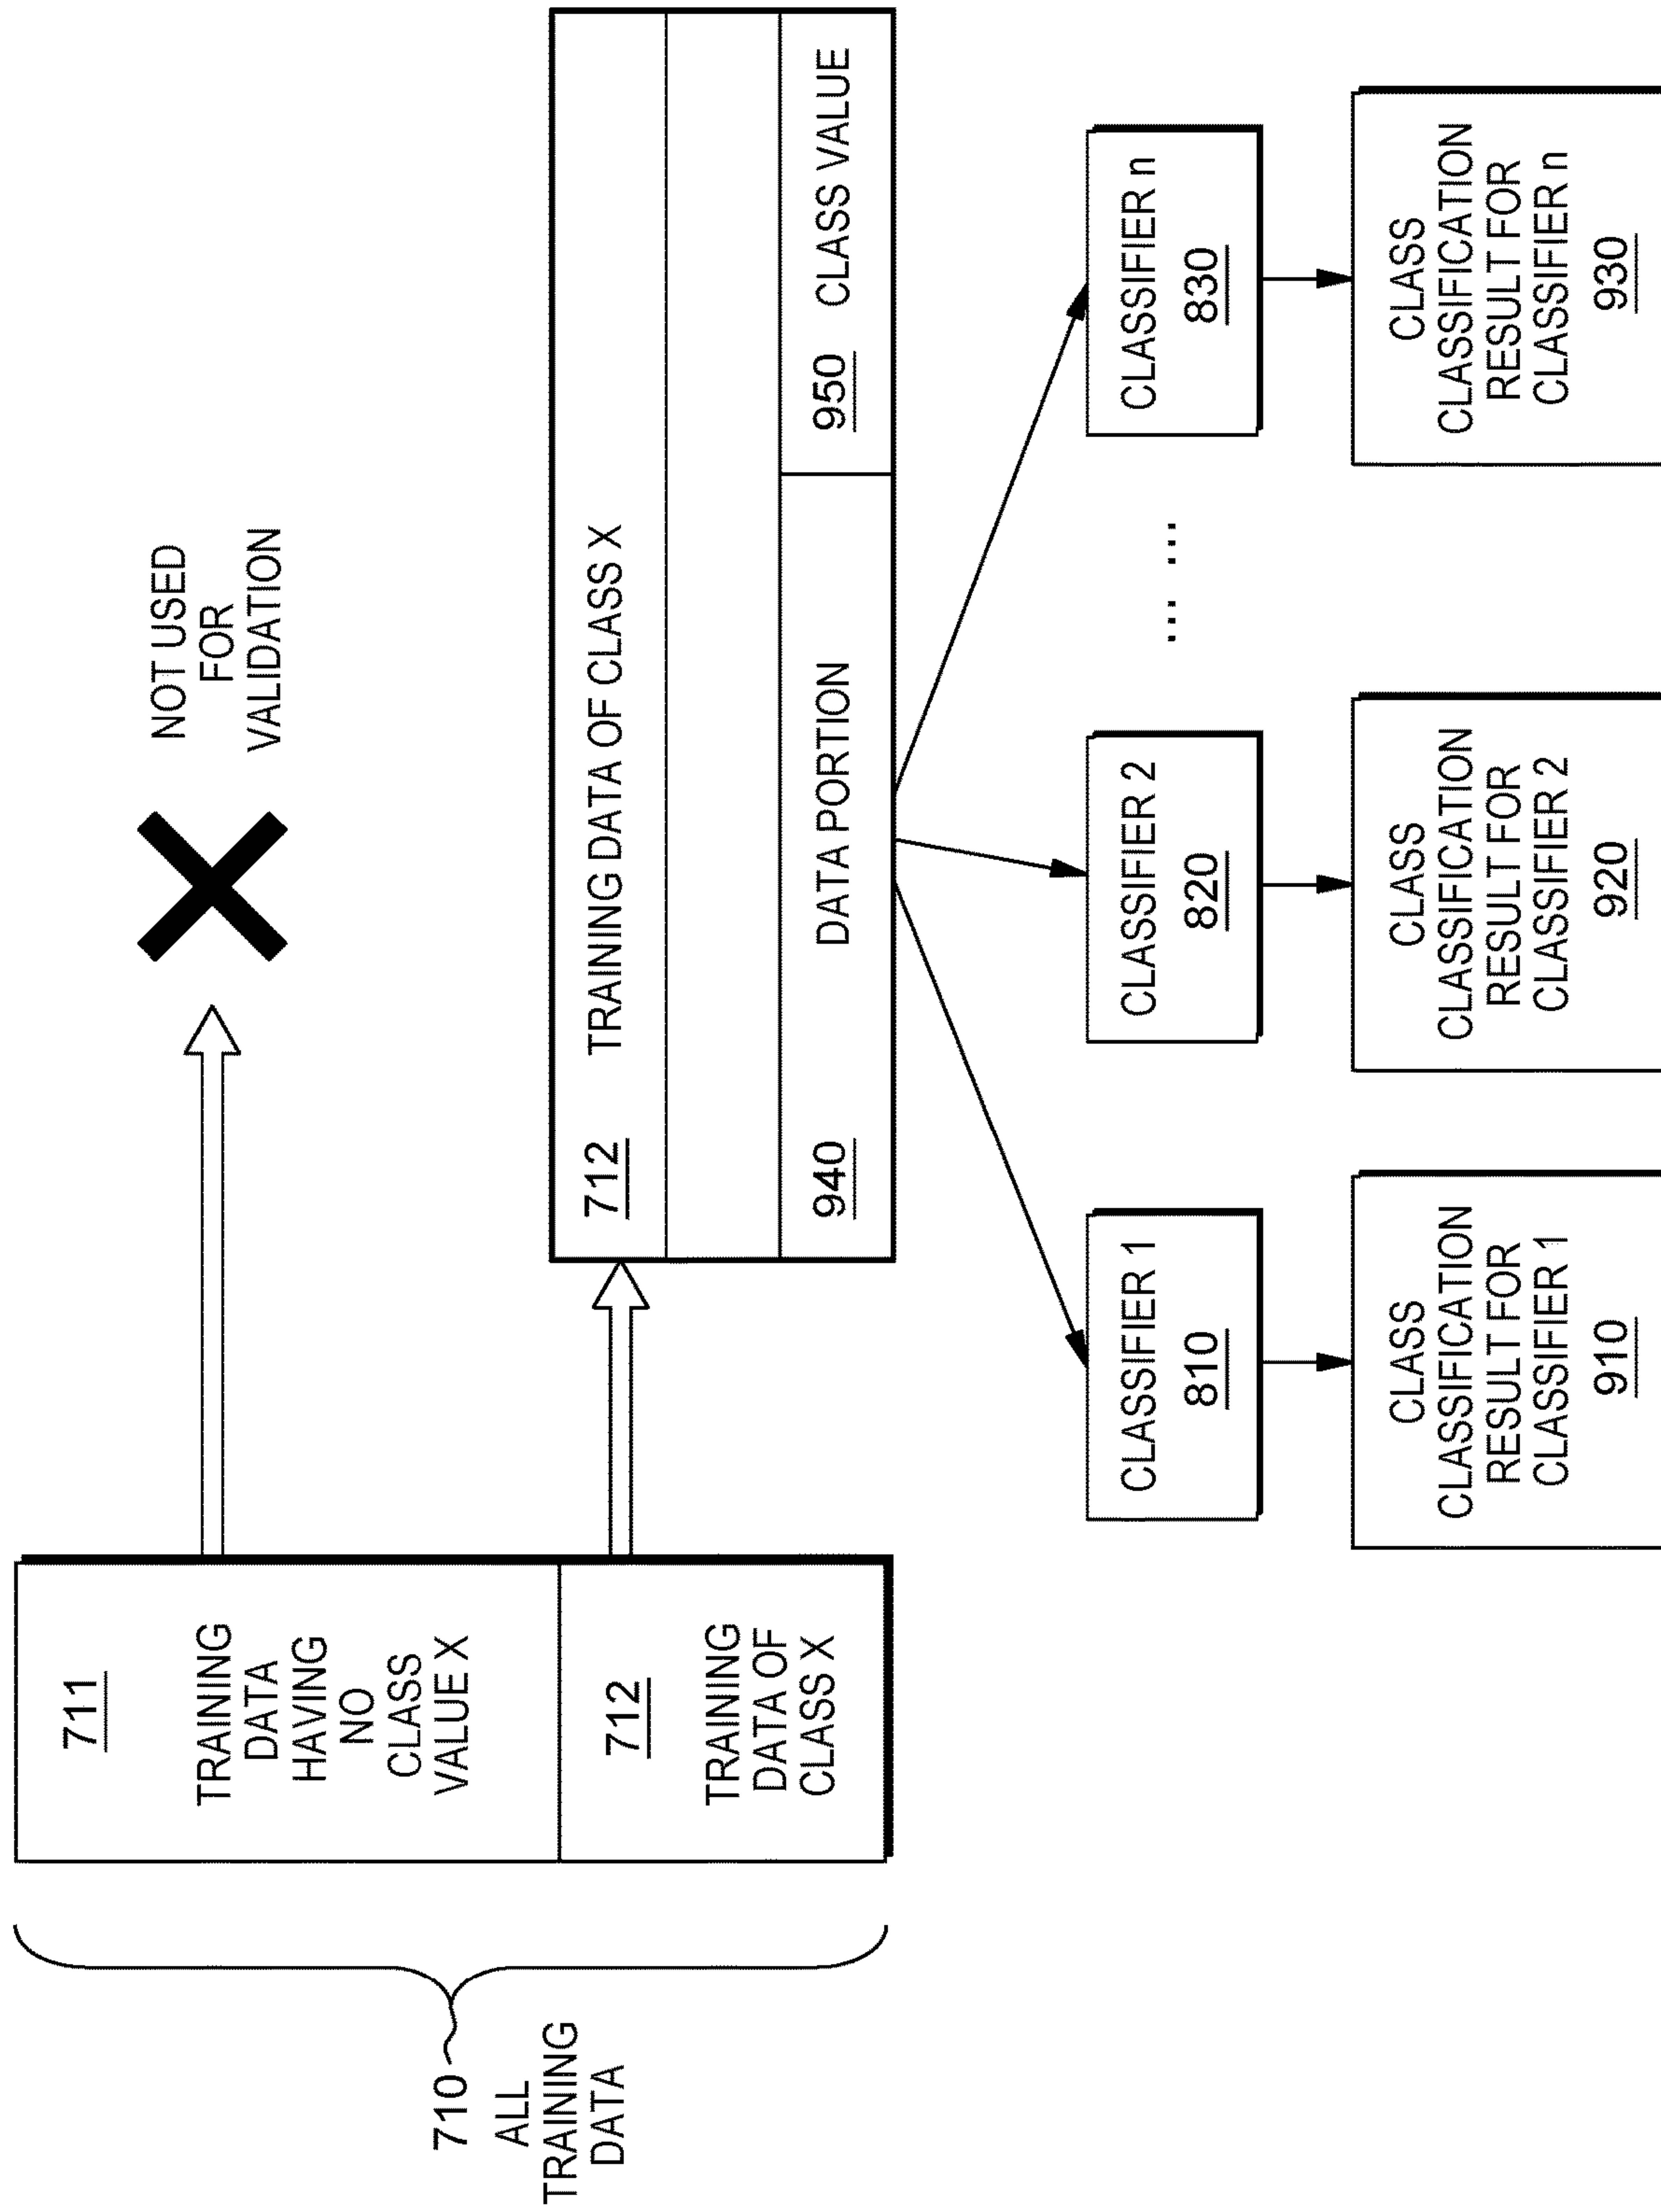 710
ALL
TRAINING
DATA
711
TRAINING
DATA
HAVING
NO
CLASS
VALUE X
712
TRAINING
DATA OF
CLASS X
NOT USED
FOR
VALIDATION
712 TRAINING DATA OF CLASS X
940 DATA PORTION
950 CLASS VALUE
CLASSIFIER 1
810
CLASSIFIER 2
820
... ...
CLASSIFIER n
830
CLASS
CLASSIFICATION
RESULT FOR
CLASSIFIER 1
910
CLASS
CLASSIFICATION
RESULT FOR
CLASSIFIER 2
920
CLASS
CLASSIFICATION
RESULT FOR
CLASSIFIER n
930